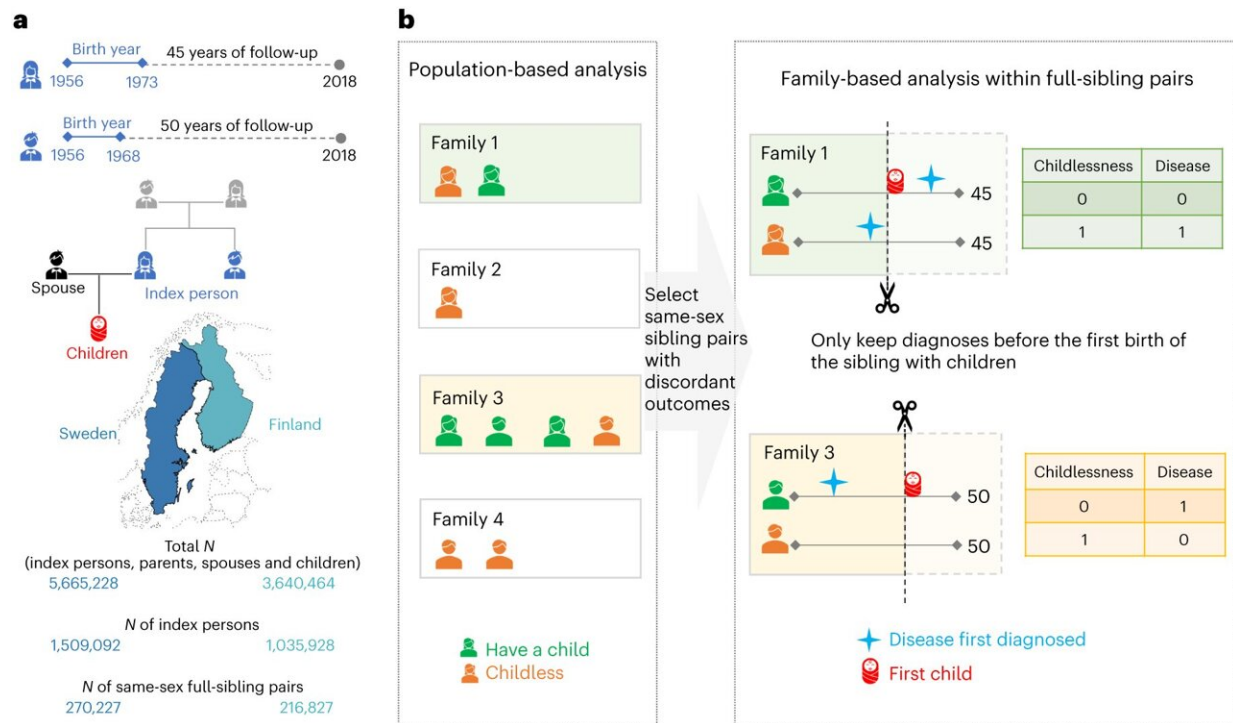 a
Birth year
45 years of follow-up
1956
1973
2018
Birth year
50 years of follow-up
1956
1968
2018
Spouse
Index person
Children
Sweden
Finland
Total N
(index persons, parents, spouses and children)
5,665,228
3,640,464
N of index persons
1,509,092
1,035,928
N of same-sex full-sibling pairs
270,227
216,827
b
Population-based analysis
Family 1
Family 2
Family 3
Family 4
Have a child
Childless
Select
same-sex
sibling pairs
with
discordant
outcomes
Family-based analysis within full-sibling pairs
Family 1
45
45
Childlessness Disease
0 0
1 1
Only keep diagnoses before the first birth of
the sibling with children
Family 3
50
50
Childlessness Disease
0 1
1 0
Disease first diagnosed
First child